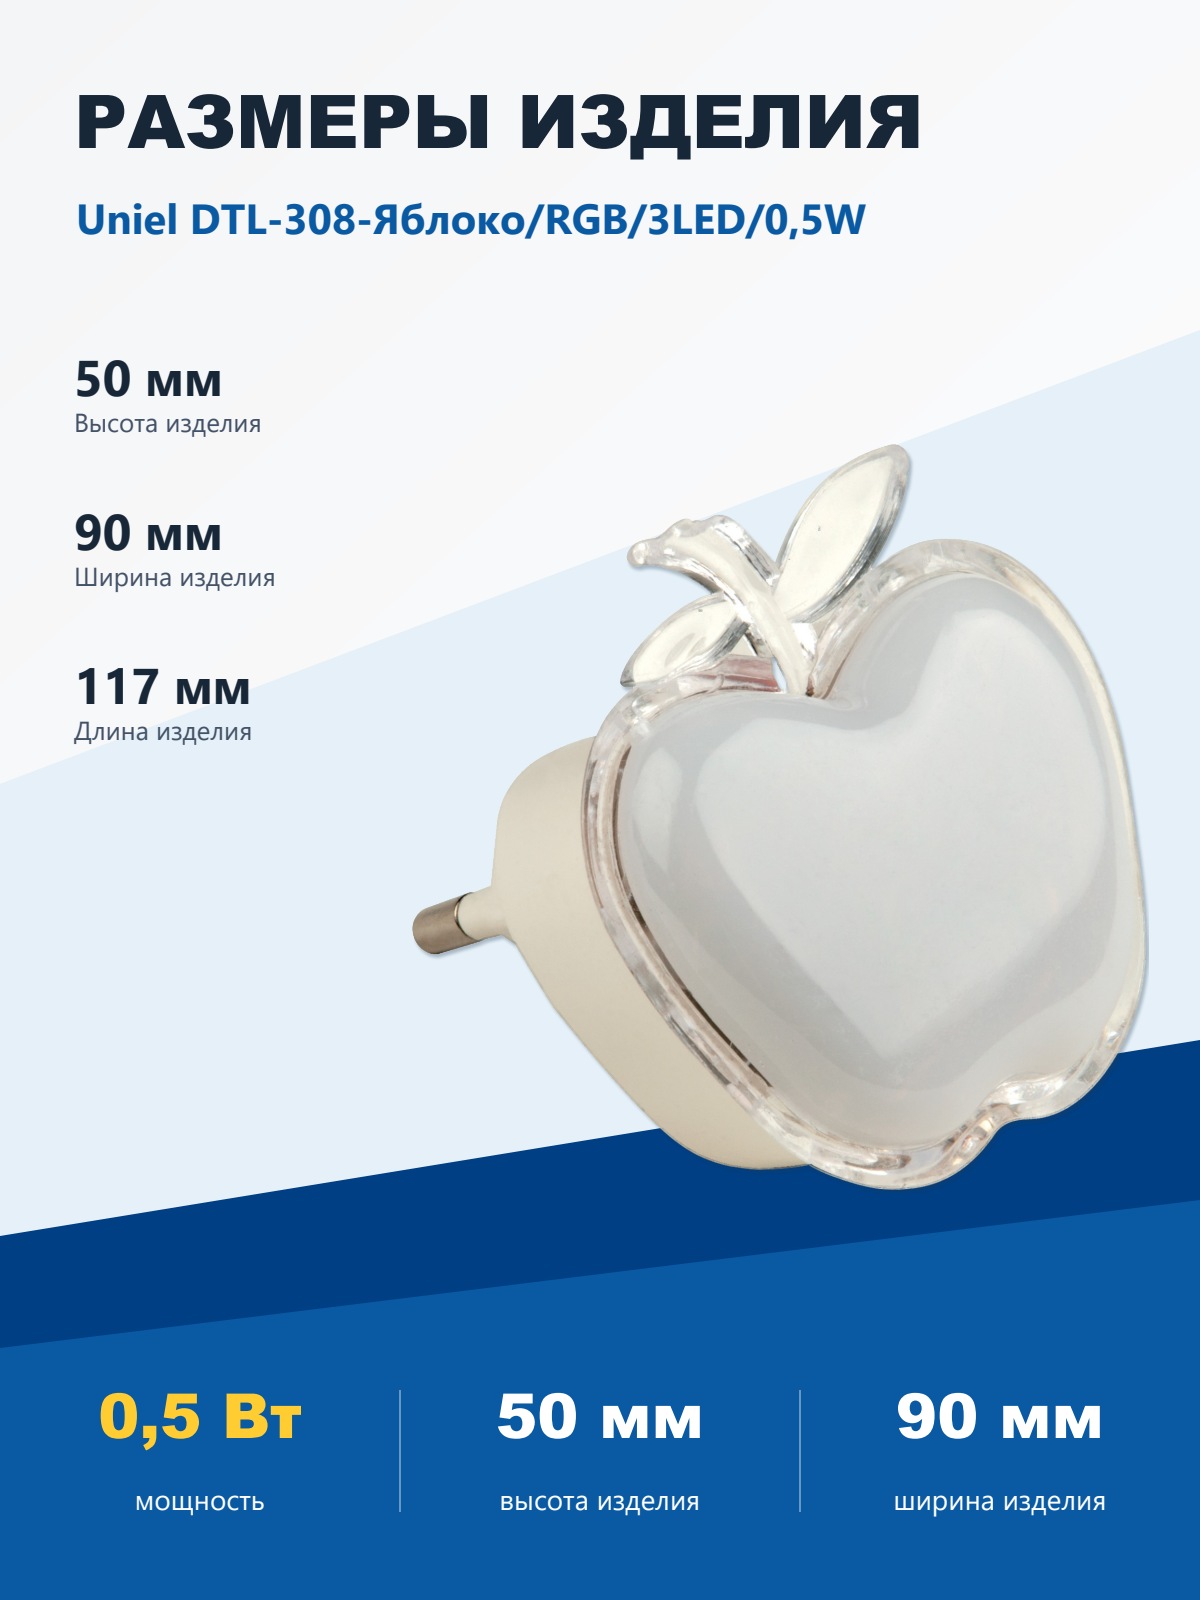 РАЗМЕРЫ ИЗДЕЛИЯ
Uniel DTL-308-Яблоко/RGB/3LED/0,5W
50 мм
Высота изделия
90 мм
Ширина изделия
117 мм
Длина изделия
0,5 Вт
мощность
50 мм
высота изделия
90 мм
ширина изделия